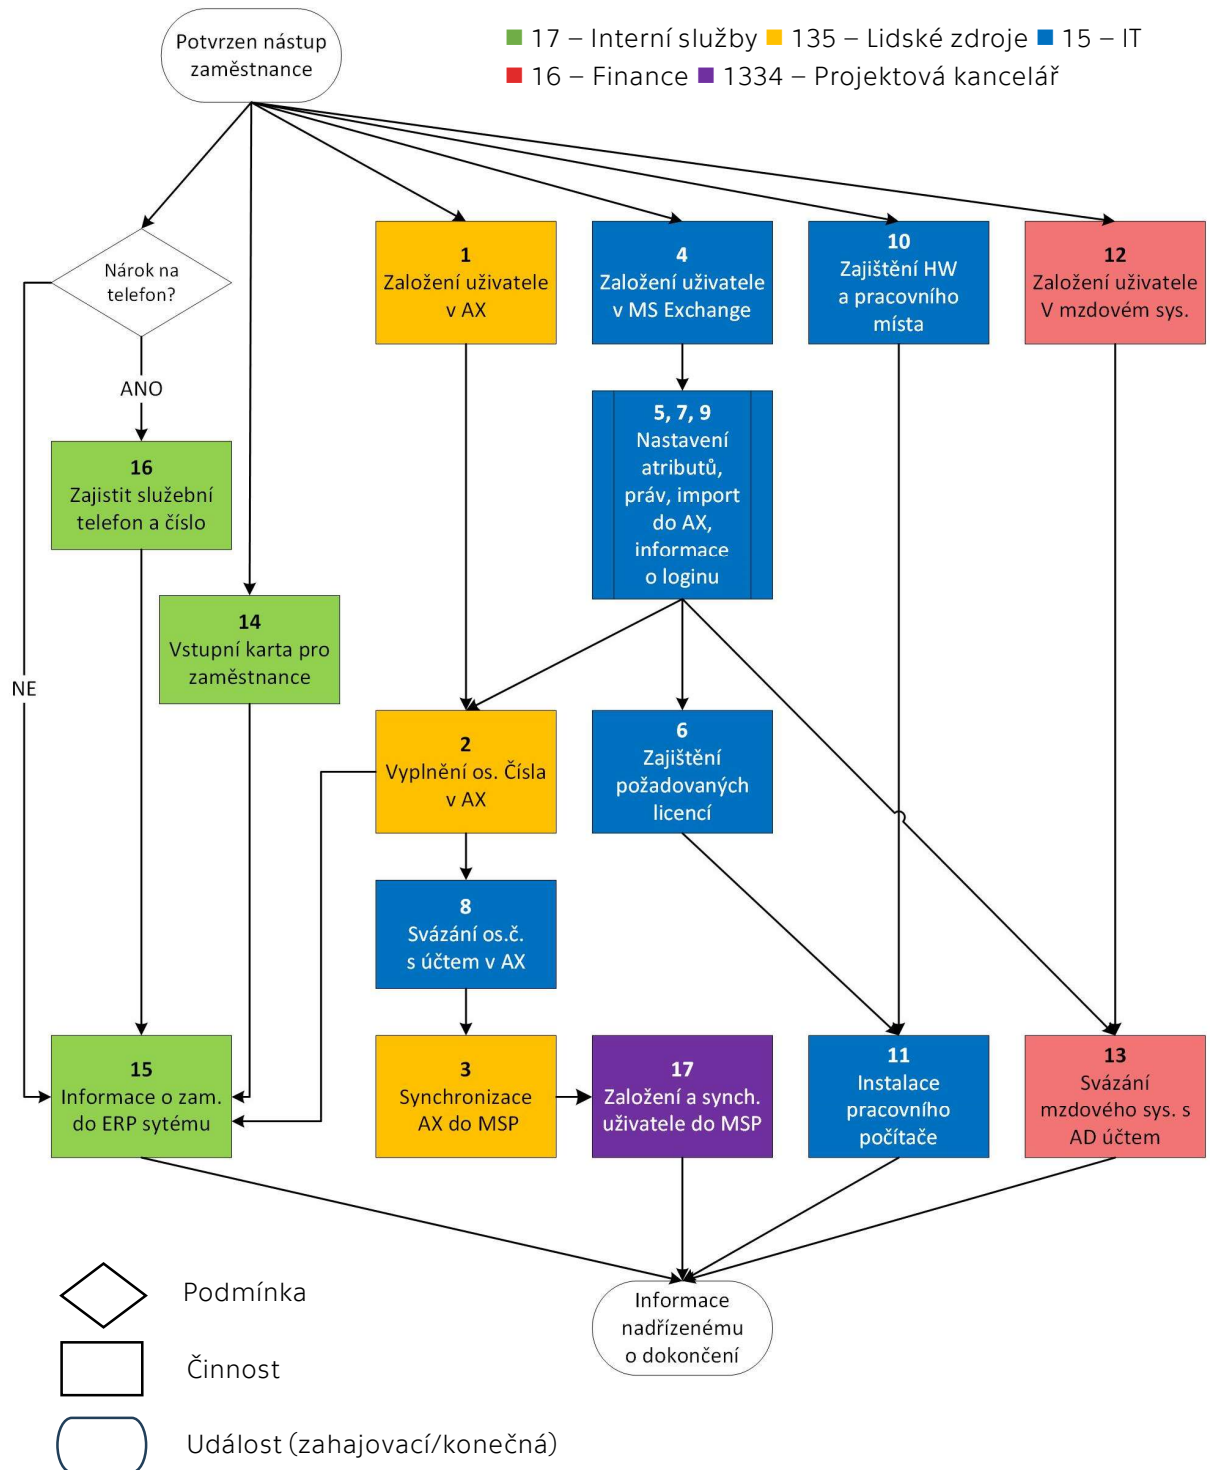 Potvrzen nástup
zaměstnance
17 – Interní služby 135 – Lidské zdroje 15 – IT
16 – Finance 1334 – Projektová kancelář
Nárok na
telefon?
ANO
NE
1
Založení uživatele
v AX
4
Založení uživatele
v MS Exchange
10
Zajištění HW
a pracovního
místa
12
Založení uživatele
V mzdovém sys.
5, 7, 9
Nastavení
atributů,
práv, import
do AX,
informace
o loginu
16
Zajistit služební
telefon a číslo
14
Vstupní karta pro
zaměstnance
2
Vyplnění os. Čísla
v AX
6
Zajištění
požadovaných
licencí
8
Svázání os.č.
s účtem v AX
15
Informace o zam.
do ERP sytému
3
Synchronizace
AX do MSP
17
Založení a synch.
uživatele do MSP
11
Instalace
pracovního
počítače
13
Svázání
mzdového sys. s
AD účtem
Informace
nadřízenému
o dokončení
Podmínka
Činnost
Událost (zahajovací/konečná)